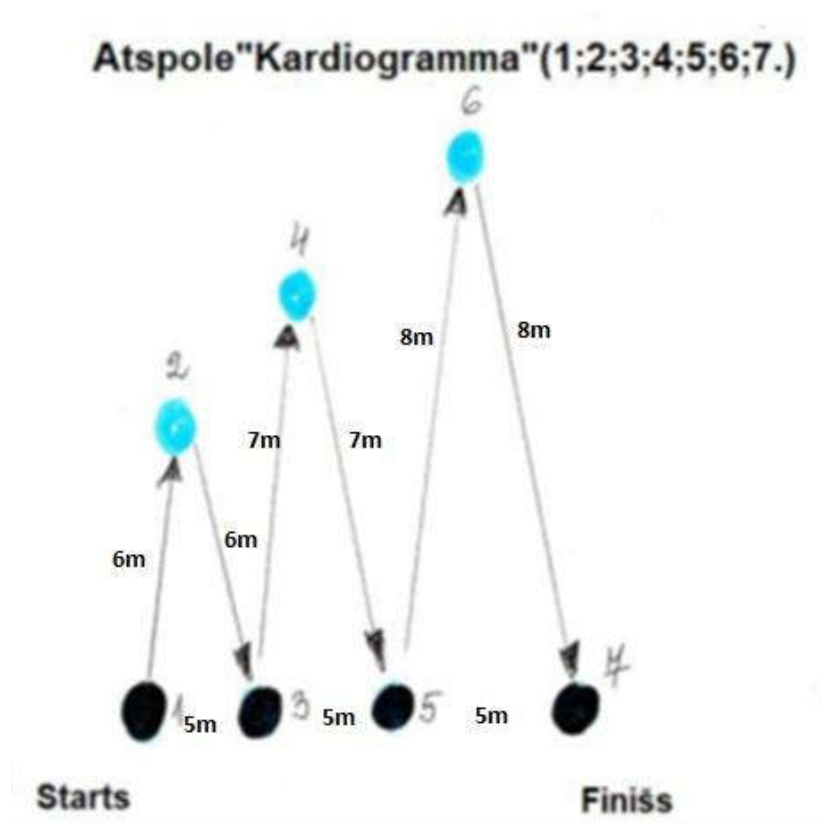 Atspole"Kardiogramma"(1;2;3;4;5;6;7.)
6
4
8m
8m
2
7m
7m
6m
6m
1
5m
3
5m
5
5m
7
Starts
Finišs